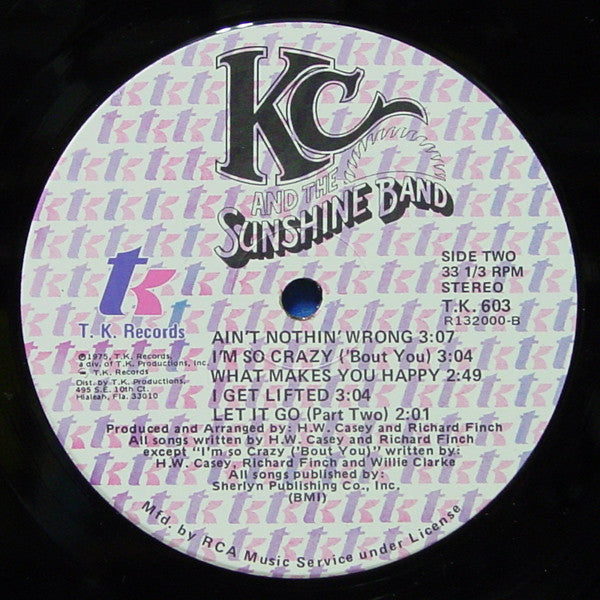 KC
AND THE
SUNSHINE BAND
SIDE TWO
33 1/3 RPM
STEREO
T.K. 603
R132000-B
tk
T. K. Records
℗1975, T.K. Records,
a div. of T.K. Productions, Inc.
T.K. Records
Dist. by T.K. Productions,
495 S.E. 10th Ct.
Hialeah, Fla. 33010
AIN'T NOTHIN' WRONG 3:07
I'M SO CRAZY ('Bout You) 3:04
WHAT MAKES YOU HAPPY 2:49
I GET LIFTED 3:04
LET IT GO (Part Two) 2:01
Produced and Arranged by: H.W. Casey and Richard Finch
All songs written by H.W. Casey and Richard Finch
except "I'm so Crazy ('Bout You)" written by:
H.W. Casey, Richard Finch and Willie Clarke
All songs published by:
Sherlyn Publishing Co., Inc.
(BMI)
Mfd. by RCA Music Service under License